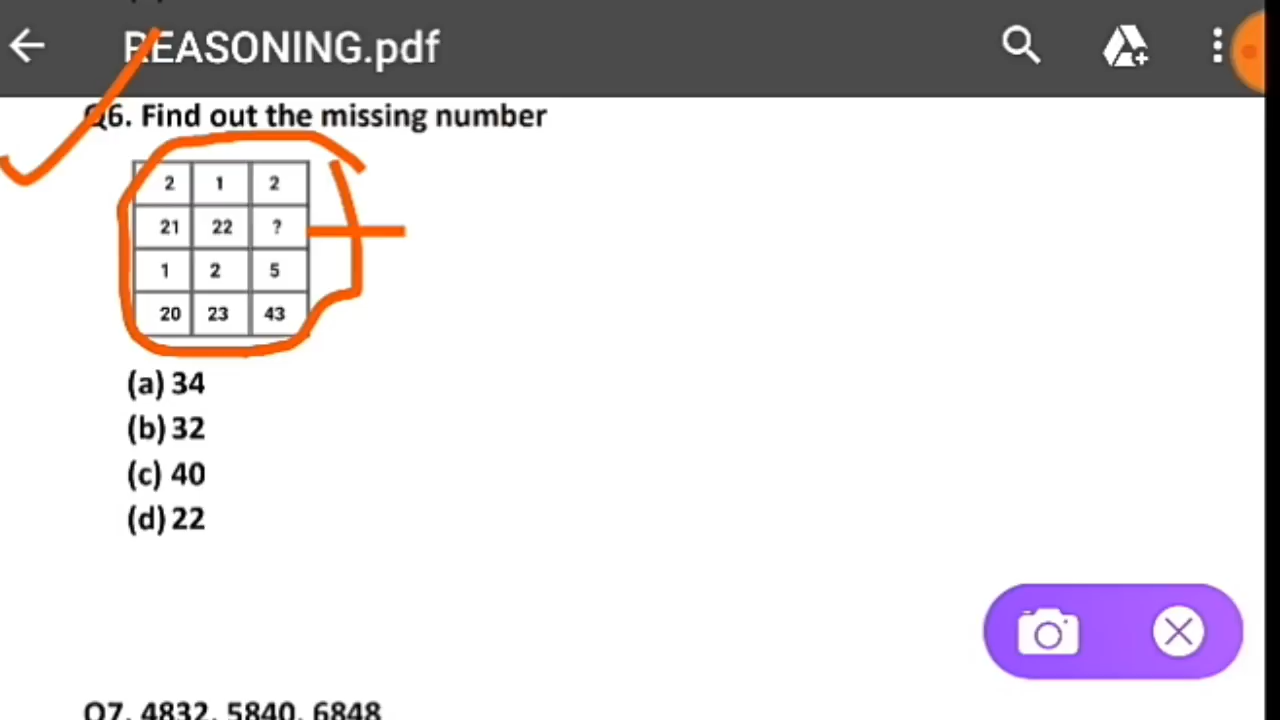 REASONING.pdf
Q6. Find out the missing number
2 1 2
21 22 ?
1 2 5
20 23 43
(a) 34
(b) 32
(c) 40
(d) 22
Q7. 4832, 5840, 6848